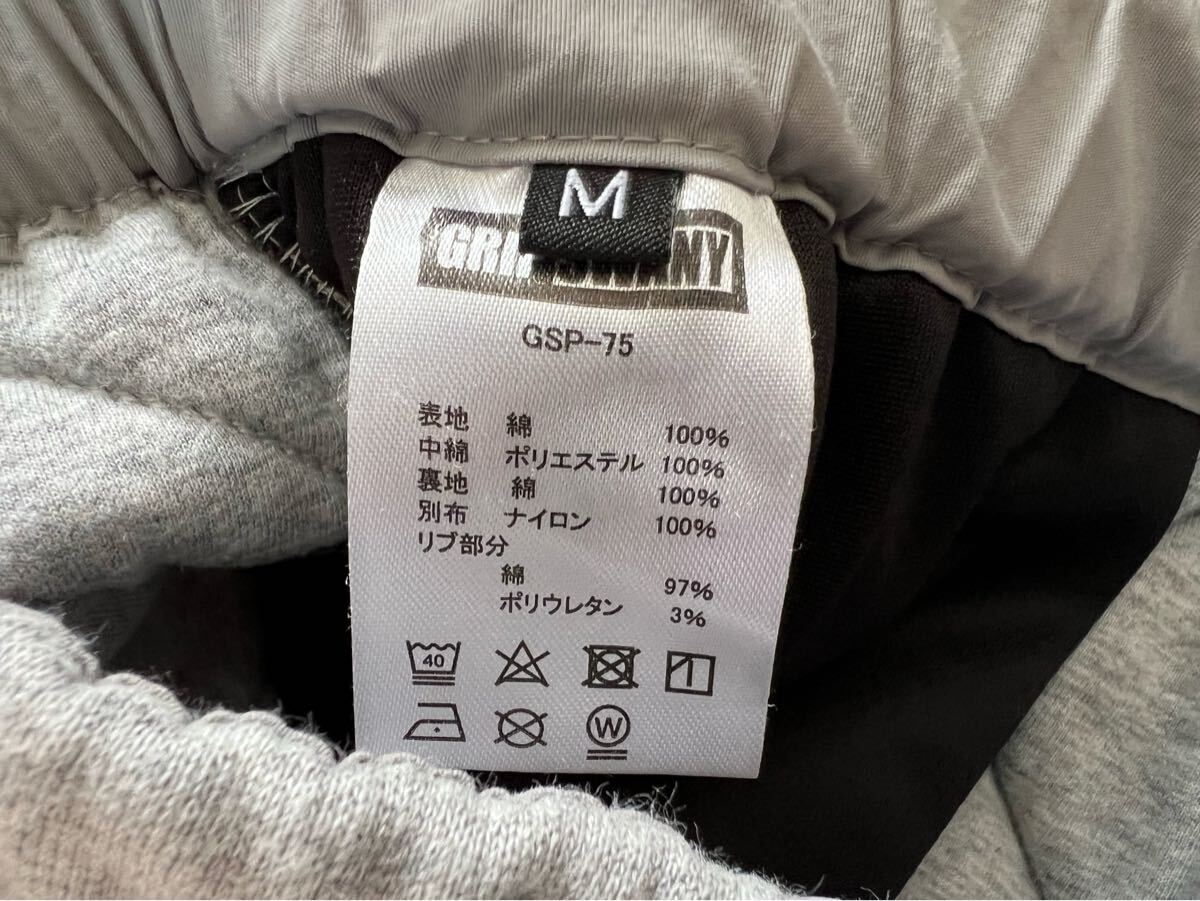 M
GSP-75
表地 綿 100%
中綿 ポリエステル 100%
裏地 綿 100%
別布 ナイロン 100%
リブ部分
綿 97%
ポリウレタン 3%
40
W